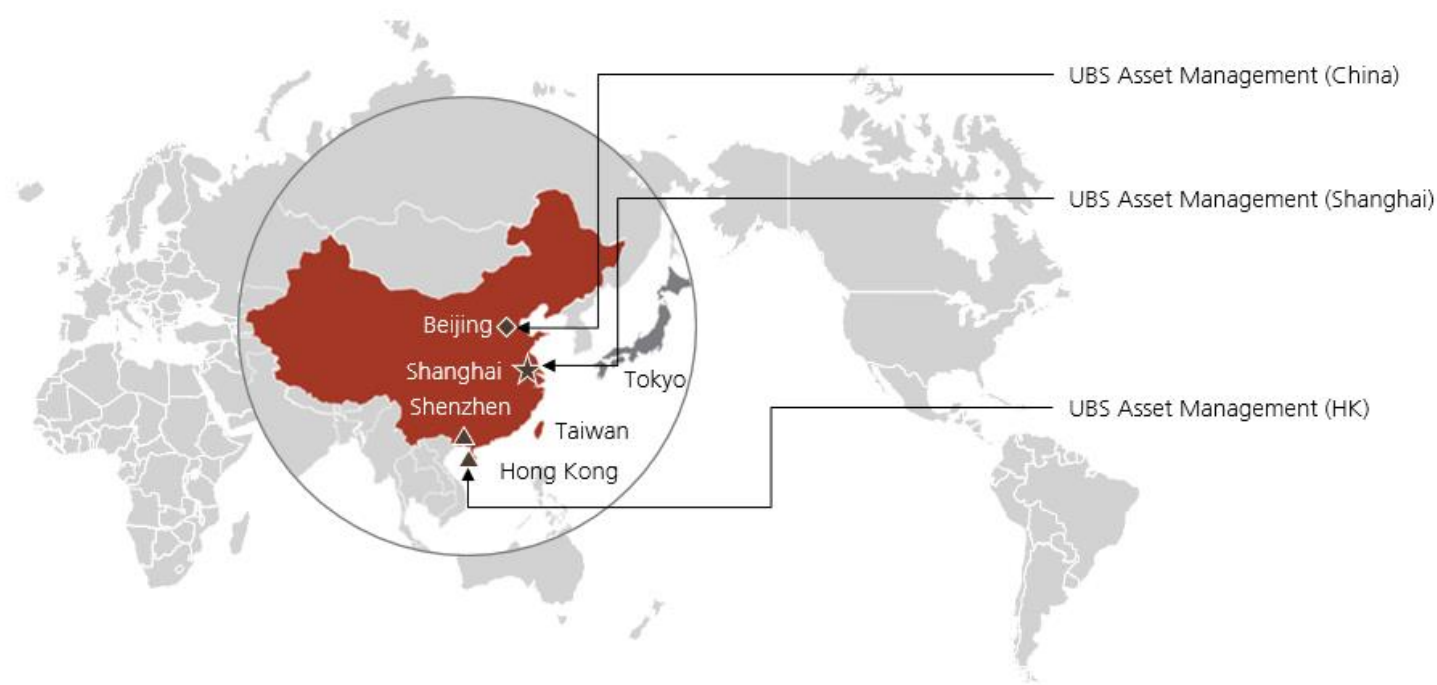 UBS Asset Management (China)
UBS Asset Management (Shanghai)
Beijing
Shanghai
Tokyo
Shenzhen
UBS Asset Management (HK)
Taiwan
Hong Kong